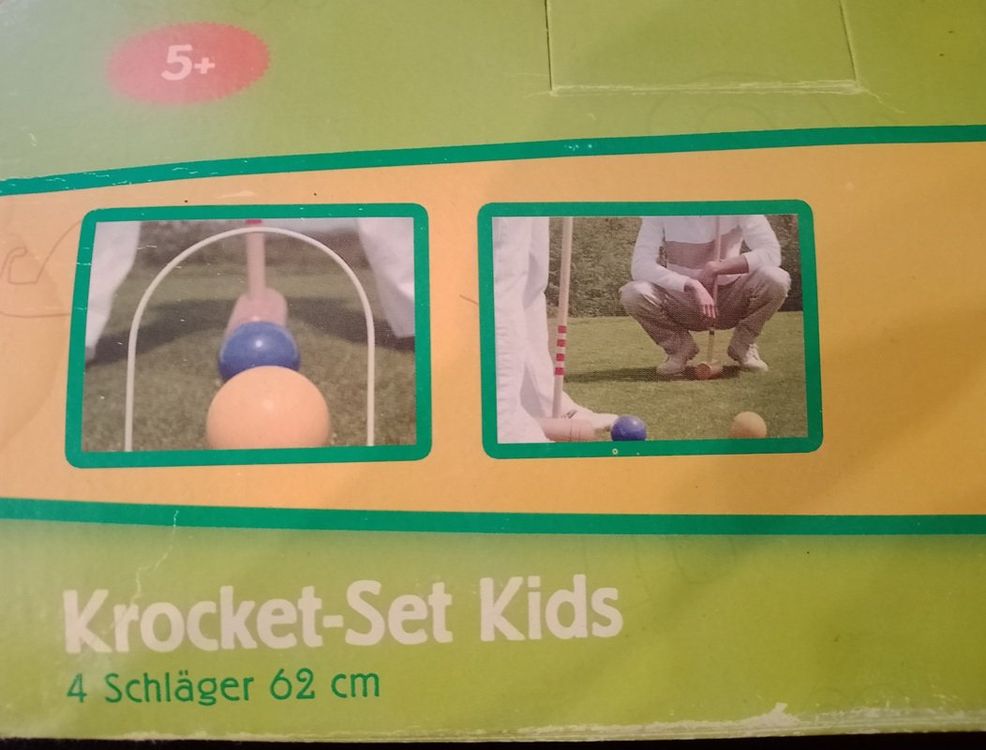 5+
Krocket-Set Kids
4 Schläger 62 cm